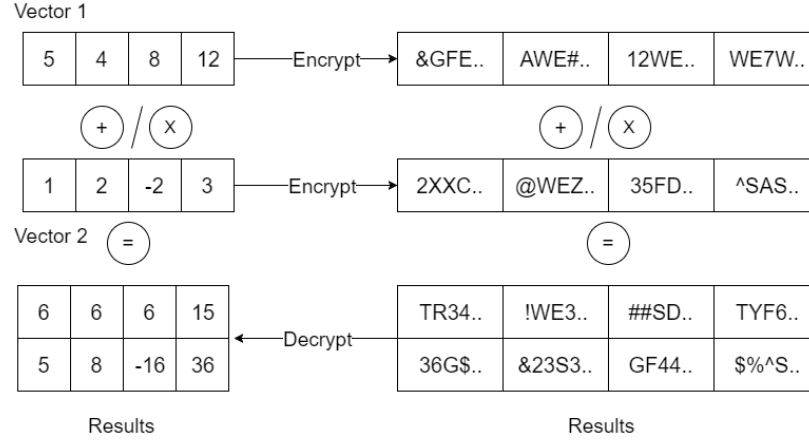 Vector 1
5 4 8 12 Encrypt &GFE.. AWE#.. 12WE.. WE7W..
+ / X + / X
1 2 -2 3 Encrypt 2XXC.. @WEZ.. 35FD.. ^SAS..
Vector 2 = =
6 6 6 15 TR34.. !WE3.. ##SD.. TYF6..
Decrypt
5 8 -16 36 36G$.. &23S3.. GF44.. $%^S..
Results Results